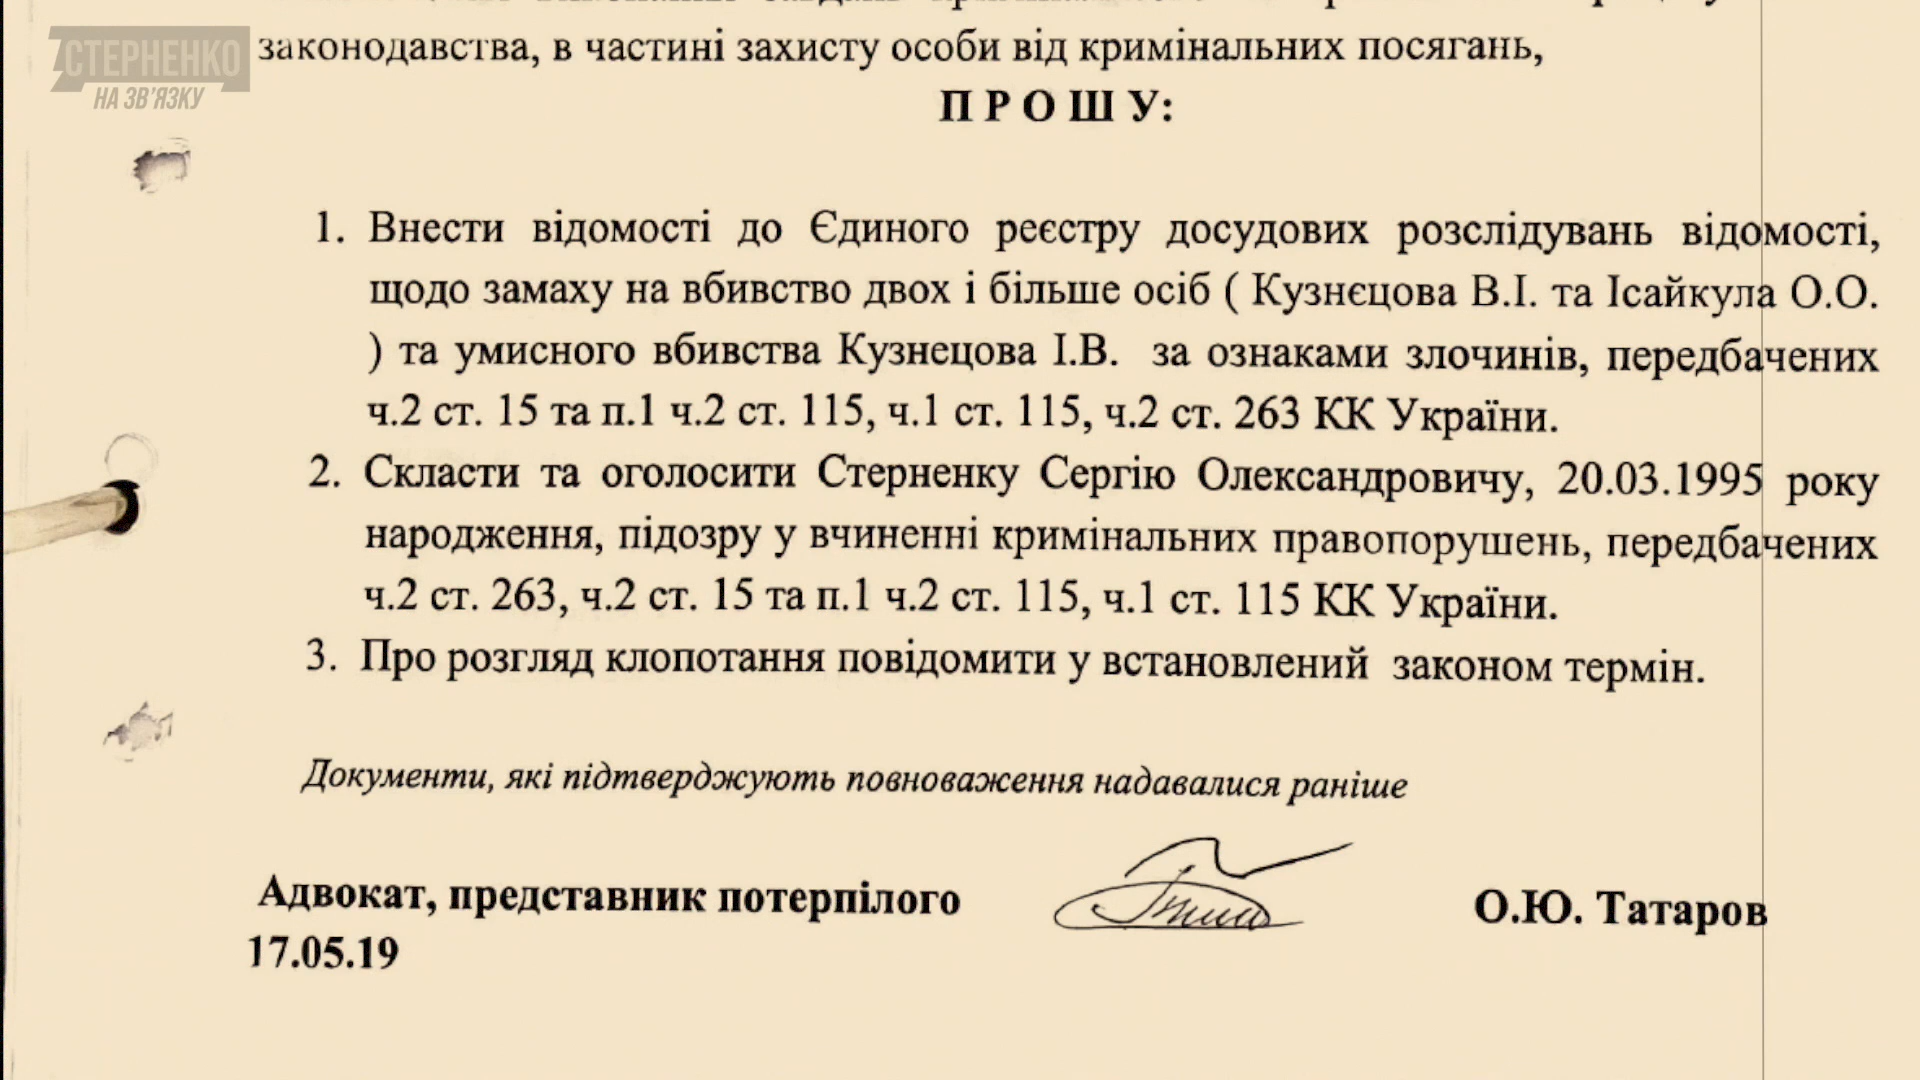 СТЕРНЕНКО
НА ЗВ'ЯЗКУ
законодавства, в частині захисту особи від кримінальних посягань,
П Р О Ш У:
1. Внести відомості до Єдиного реєстру досудових розслідувань відомості,
щодо замаху на вбивство двох і більше осіб ( Кузнєцова В.І. та Ісайкула О.О.
) та умисного вбивства Кузнецова І.В. за ознаками злочинів, передбачених
ч.2 ст. 15 та п.1 ч.2 ст. 115, ч.1 ст. 115, ч.2 ст. 263 КК України.
2. Скласти та оголосити Стерненку Сергію Олександровичу, 20.03.1995 року
народження, підозру у вчиненні кримінальних правопорушень, передбачених
ч.2 ст. 263, ч.2 ст. 15 та п.1 ч.2 ст. 115, ч.1 ст. 115 КК України.
3. Про розгляд клопотання повідомити у встановлений законом термін.
Документи, які підтверджують повноваження надавалися раніше
Адвокат, представник потерпілого
О.Ю. Татаров
17.05.19